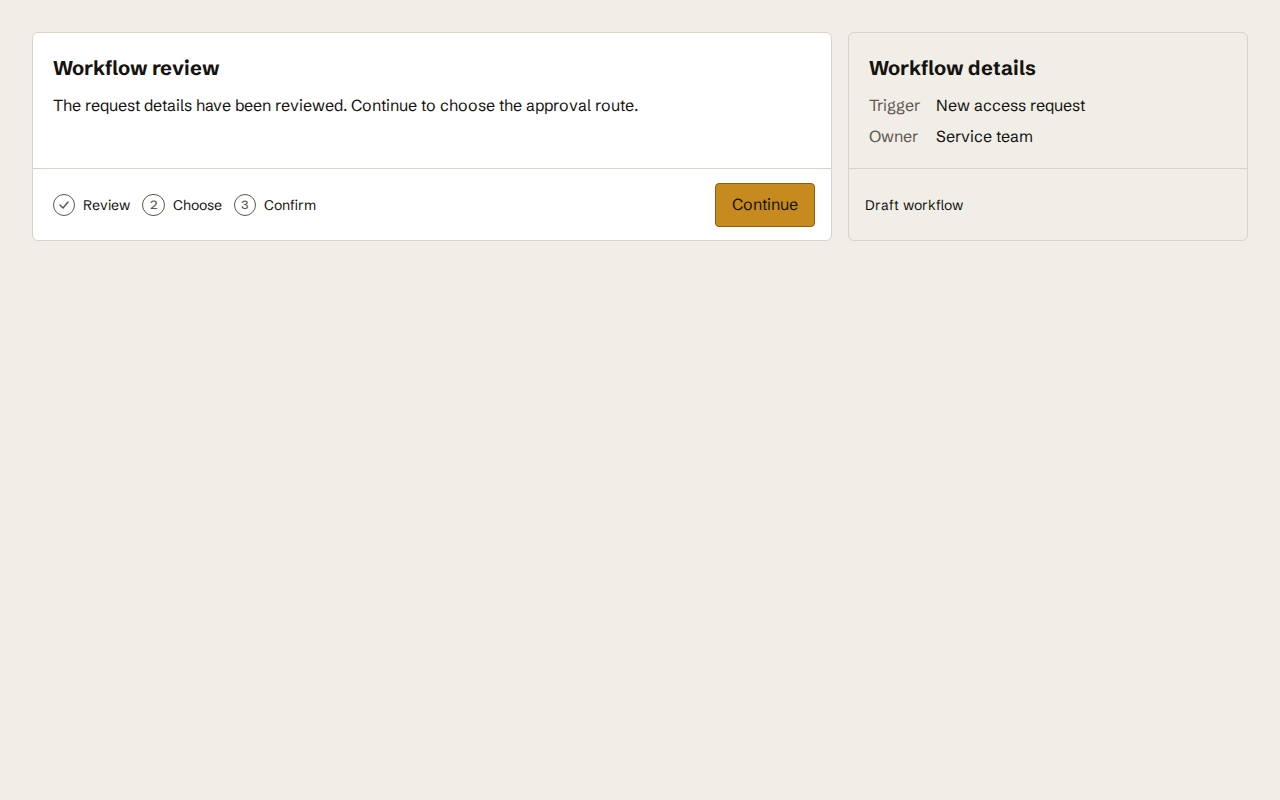 Workflow review
The request details have been reviewed. Continue to choose the approval route.
Review 2 Choose 3 Confirm
Continue
Workflow details
Trigger New access request
Owner Service team
Draft workflow